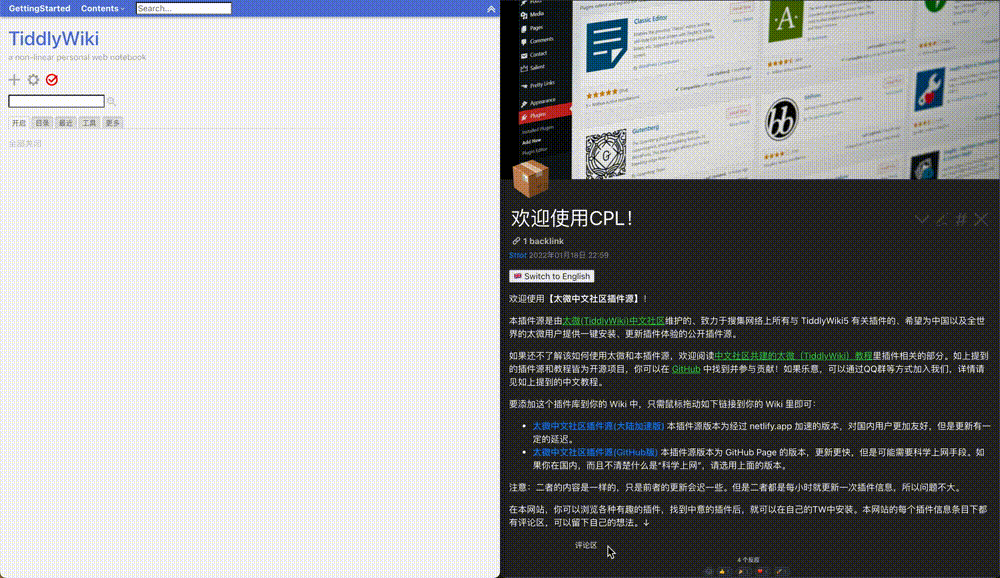 GettingStarted Contents Search...
TiddlyWiki
a non-linear personal web notebook
开启 目录 最近 工具 更多
全部关闭
Posts
Media
Pages
Comments
Contact
Salient
Pretty Links
Appearance
Plugins
Installed Plugins
Add New
Plugin Editor
Classic Editor
Gutenberg
欢迎使用CPL!
1 backlink
2022年01月18日 22:59
🇬🇧 Switch to English
欢迎使用【太微中文社区插件源】!
本插件源是由太微(TiddlyWiki)中文社区维护的、致力于搜集网络上所有与 TiddlyWiki5 有关插件的、希望为中国以及全世
界的太微用户提供一键安装、更新插件体验的公开插件源。
如果还不了解该如何使用太微和本插件源，欢迎阅读中文社区共建的太微（TiddlyWiki）教程里插件相关的部分。如上提到
的插件源和教程皆为开源项目，你可以在 GitHub 中找到并参与贡献！如果乐意，可以通过QQ群等方式加入我们，详情请
见如上提到的中文教程。
要添加这个插件库到你的 Wiki 中，只需鼠标拖动如下链接到你的 Wiki 里即可：
太微中文社区插件源(大陆加速版) 本插件源版本为经过 netlify.app 加速的版本，对国内用户更加友好，但是更新有一
定的延迟。
太微中文社区插件源(GitHub版) 本插件源版本为 GitHub Page 的版本，更新更快，但是可能需要科学上网手段。如
果你在国内，而且不清楚什么是“科学上网”，请选用上面的版本。
注意：二者的内容是一样的，只是前者的更新会迟一些。但是二者都是每小时就更新一次插件信息，所以问题不大。
在本网站，你可以浏览各种有趣的插件，找到中意的插件后，就可以在自己的TW中安装。本网站的每个插件信息条目下都
有评论区，可以留下自己的想法。↓
评论区
4 个反应